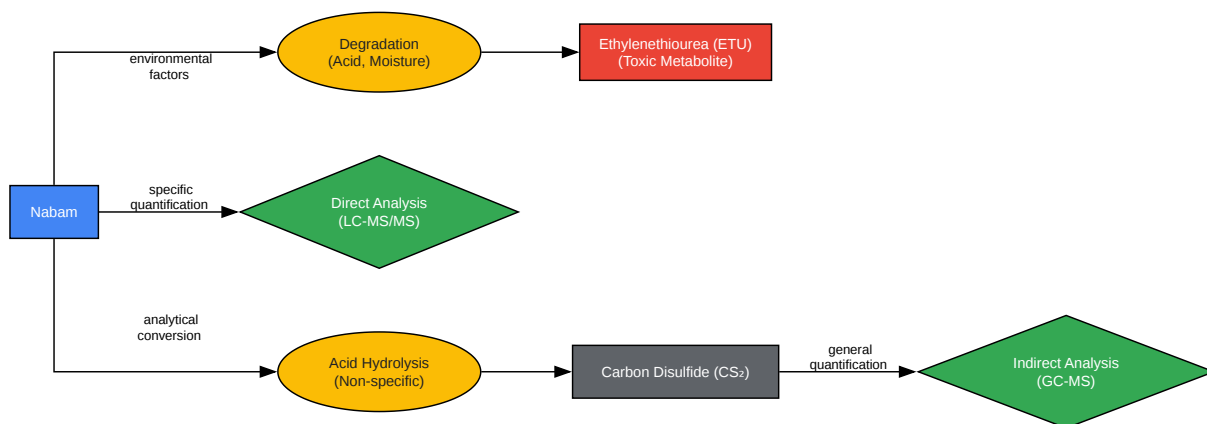 Degradation
(Acid, Moisture)
Ethylenethiourea (ETU)
(Toxic Metabolite)
environmental
factors
Nabam
specific
quantification
Direct Analysis
(LC-MS/MS)
analytical
conversion
Acid Hydrolysis
(Non-specific)
Carbon Disulfide (CS₂)
general
quantification
Indirect Analysis
(GC-MS)